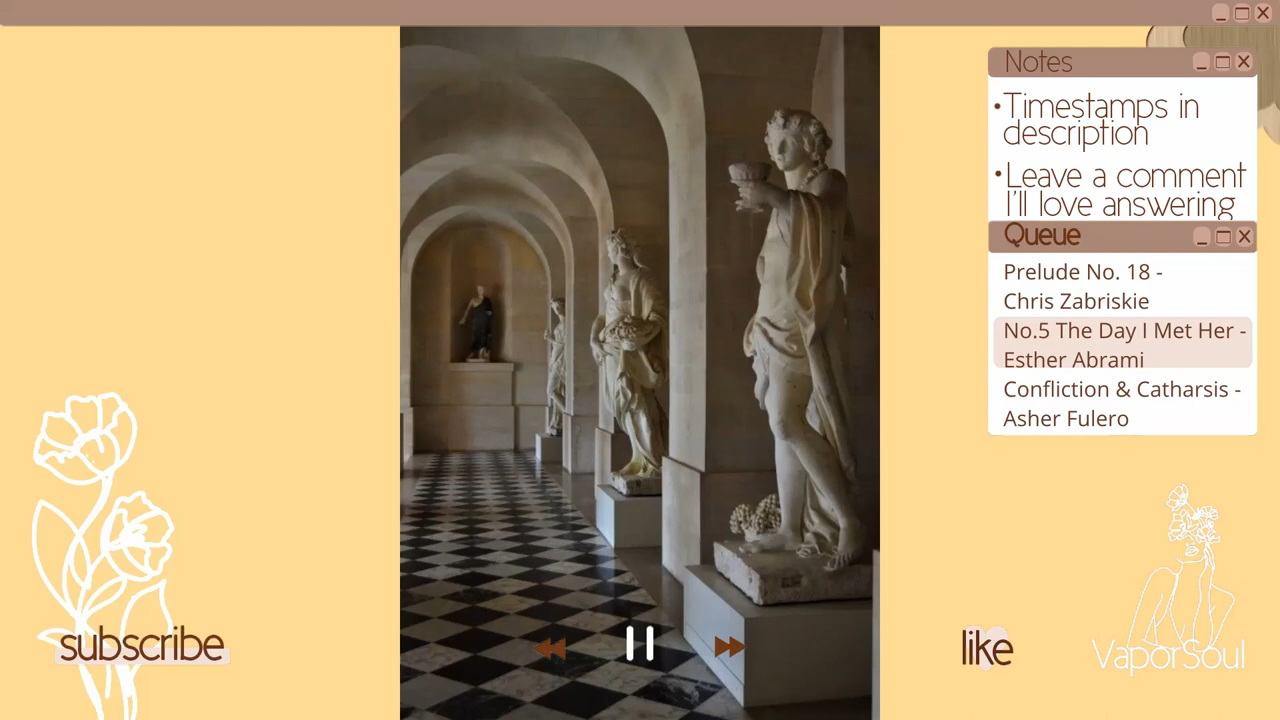 Notes
•Timestamps in
description
•Leave a comment
I'll love answering
Queue
Prelude No. 18 -
Chris Zabriskie
No.5 The Day I Met Her -
Esther Abrami
Confliction & Catharsis -
Asher Fulero
subscribe
like
VaporSoul